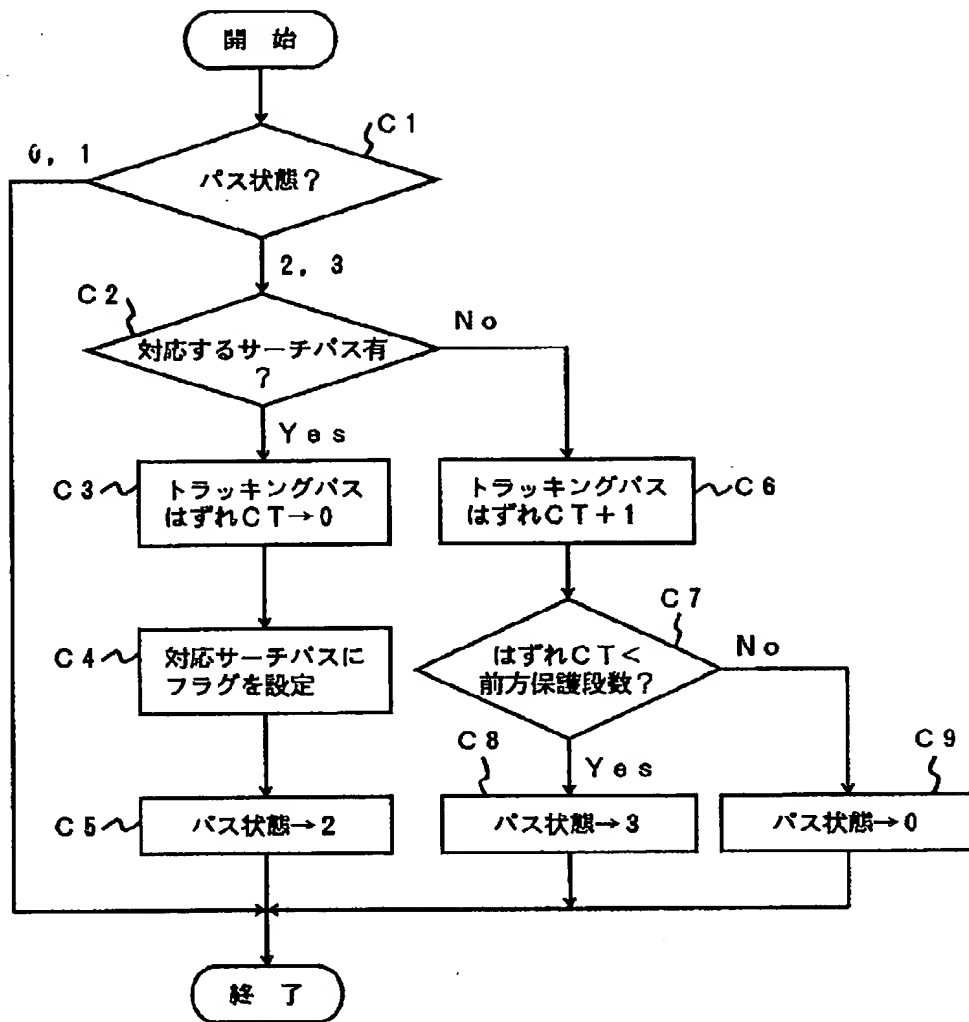 開 始
C1
0, 1
パス状態?
2, 3
C2
No
対応するサーチパス有
?
Yes
C3
トラッキングパス
はずれCT→0
トラッキングパス
はずれCT+1
C6
C7
C4
対応サーチパスに
フラグを設定
はずれCT<
前方保護段数?
No
C8
Yes
C9
C5
パス状態→2
パス状態→3
パス状態→0
終 了